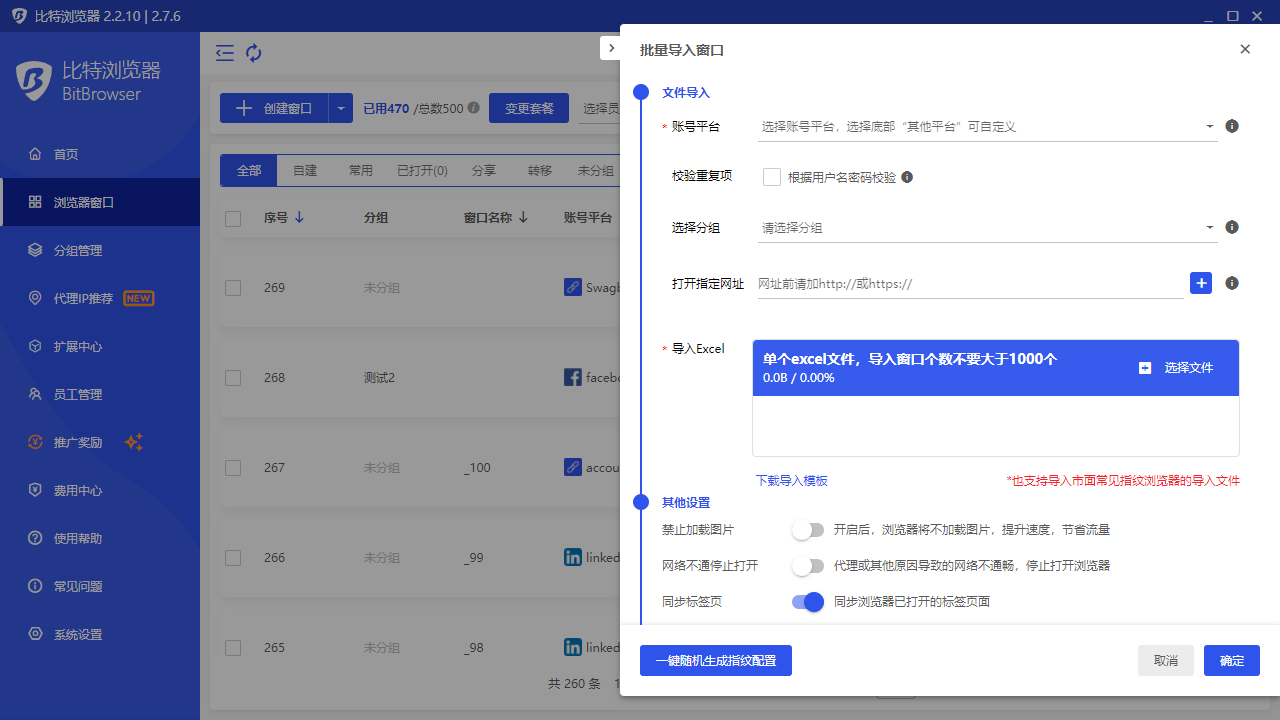 比特浏览器 2.2.10 | 2.7.6
比特浏览器
BitBrowser
首页
浏览器窗口
分组管理
代理IP推荐 NEW
扩展中心
员工管理
推广奖励
费用中心
使用帮助
常见问题
系统设置
创建窗口
已用470 /总数500
变更套餐
选择员
全部 自建 常用 已打开(0) 分享 转移 未分组
序号 分组 窗口名称 账号平台
269 未分组 Swagb
268 测试2 facebo
267 未分组 _100 accou
266 未分组 _99 linked
265 未分组 _98 linked
共 260 条
批量导入窗口
文件导入
* 账号平台 选择账号平台，选择底部“其他平台”可自定义
校验重复项 根据用户名密码校验
选择分组 请选择分组
打开指定网址 网址前请加http://或https://
* 导入Excel
单个excel文件，导入窗口个数不要大于1000个
0.0B / 0.00%
选择文件
下载导入模板
*也支持导入市面常见指纹浏览器的导入文件
其他设置
禁止加载图片 开启后，浏览器将不加载图片，提升速度，节省流量
网络不通停止打开 代理或其他原因导致的网络不通畅，停止打开浏览器
同步标签页 同步浏览器已打开的标签页面
一键随机生成指纹配置
取消
确定